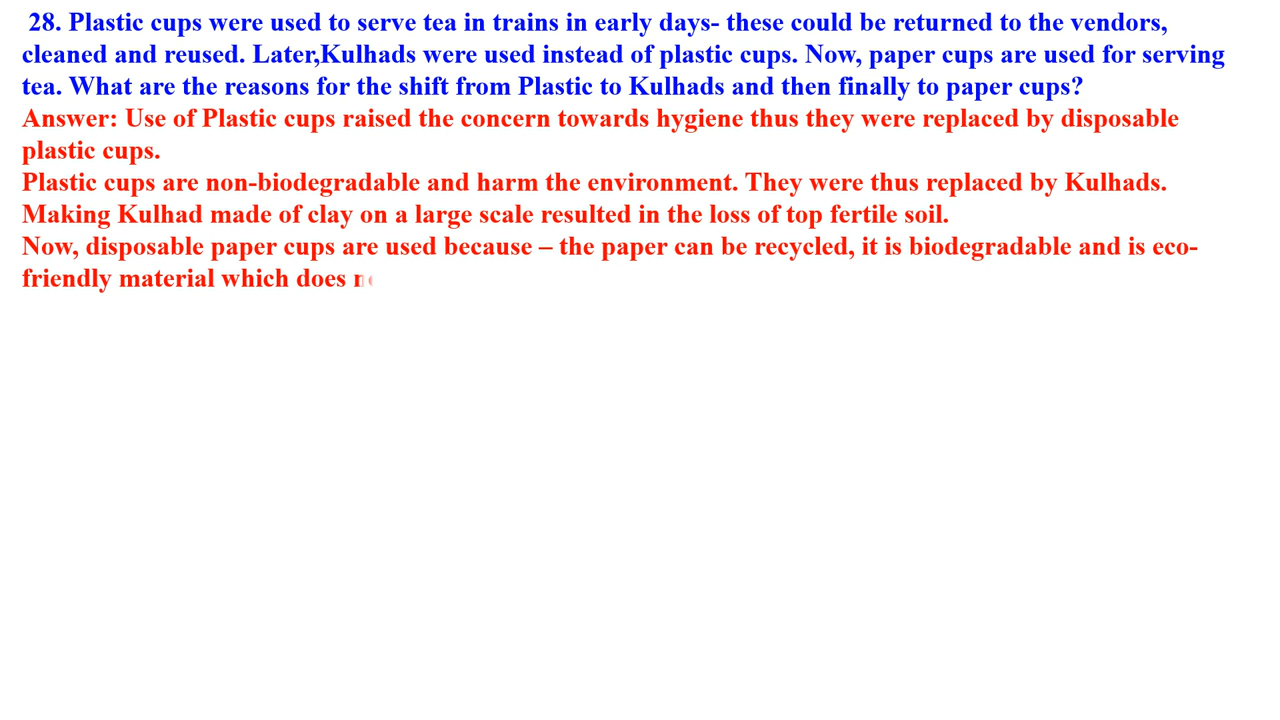 28. Plastic cups were used to serve tea in trains in early days- these could be returned to the vendors,
cleaned and reused. Later,Kulhads were used instead of plastic cups. Now, paper cups are used for serving
tea. What are the reasons for the shift from Plastic to Kulhads and then finally to paper cups?
Answer: Use of Plastic cups raised the concern towards hygiene thus they were replaced by disposable
plastic cups.
Plastic cups are non-biodegradable and harm the environment. They were thus replaced by Kulhads.
Making Kulhad made of clay on a large scale resulted in the loss of top fertile soil.
Now, disposable paper cups are used because – the paper can be recycled, it is biodegradable and is eco-
friendly material which does